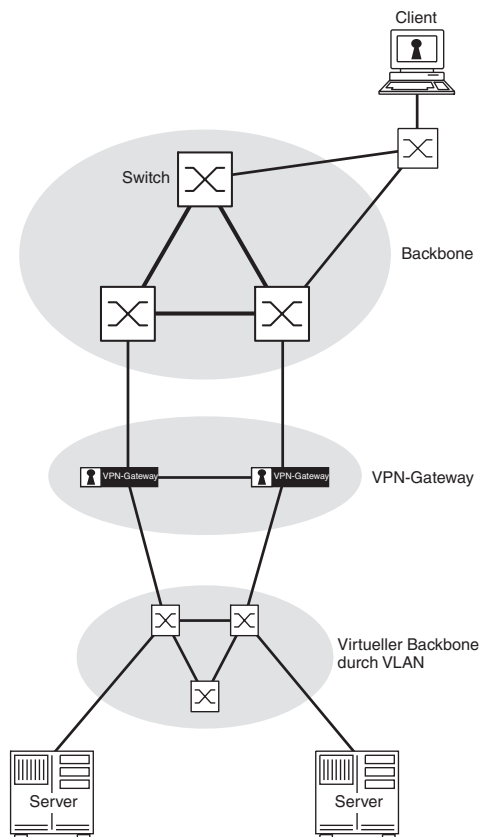 Client
Switch
Backbone
VPN-Gateway
VPN-Gateway
VPN-Gateway
Virtueller Backbone
durch VLAN
Server
Server